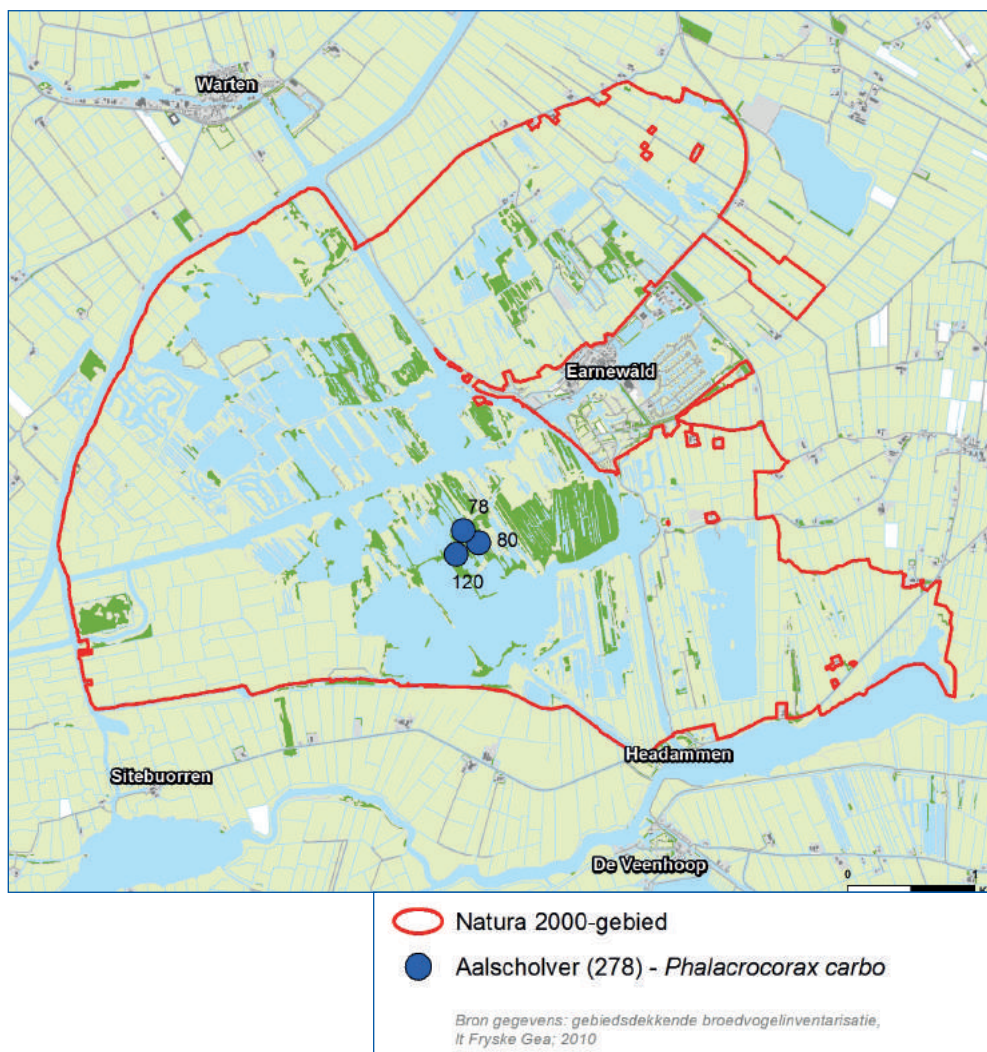 Warten
Earnewâld
78
80
120
Headammen
Sitebuorren
De Veenhoop
0 1
K
Natura 2000-gebied
Aalscholver (278) - Phalacrocorax carbo
Bron gegevens: gebiedsdekkende broedvogelinventarisatie,
It Fryske Gea; 2010